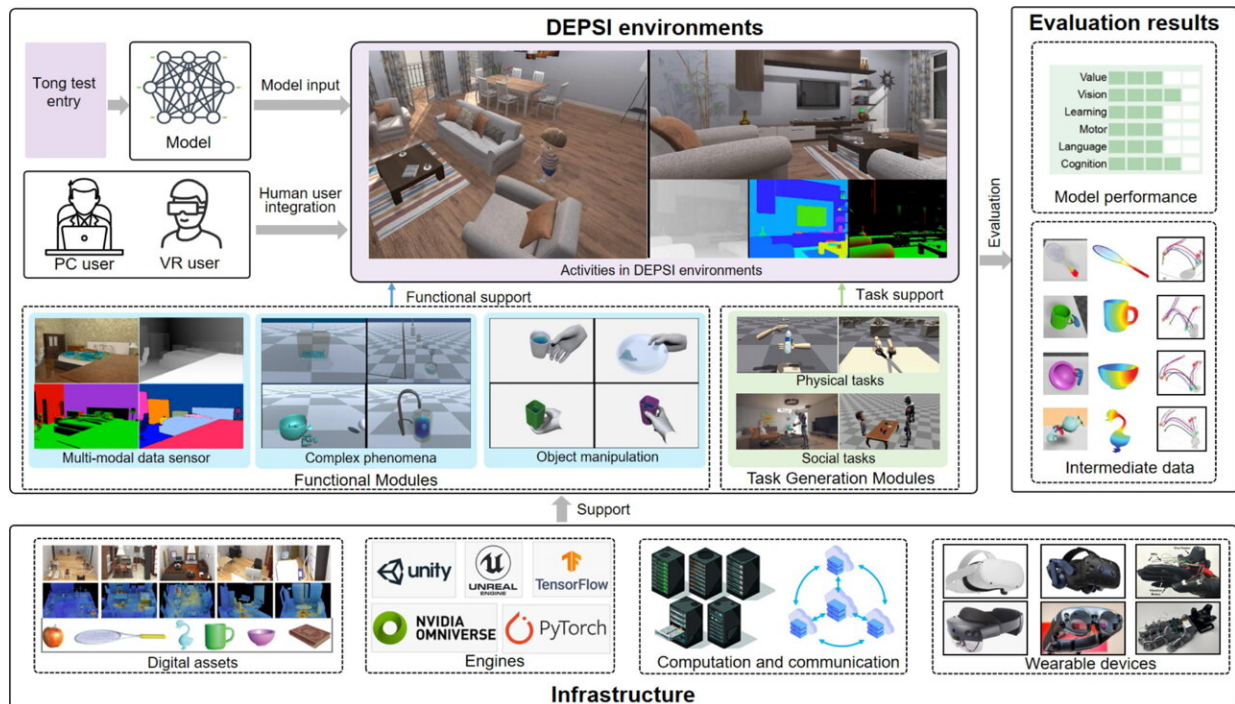 DEPSI environments
Tong test
entry
Model
Model input
PC user
VR user
Human user
integration
Activities in DEPSI environments
Functional support
Task support
Multi-modal data sensor
Complex phenomena
Object manipulation
Functional Modules
Physical tasks
Social tasks
Task Generation Modules
Evaluation
Evaluation results
Value
Vision
Learning
Motor
Language
Cognition
Model performance
Intermediate data
Support
Digital assets
unity
UNREAL
ENGINE
TensorFlow
NVIDIA
OMNIVERSE
PyTorch
Engines
Computation and communication
Wearable devices
Infrastructure